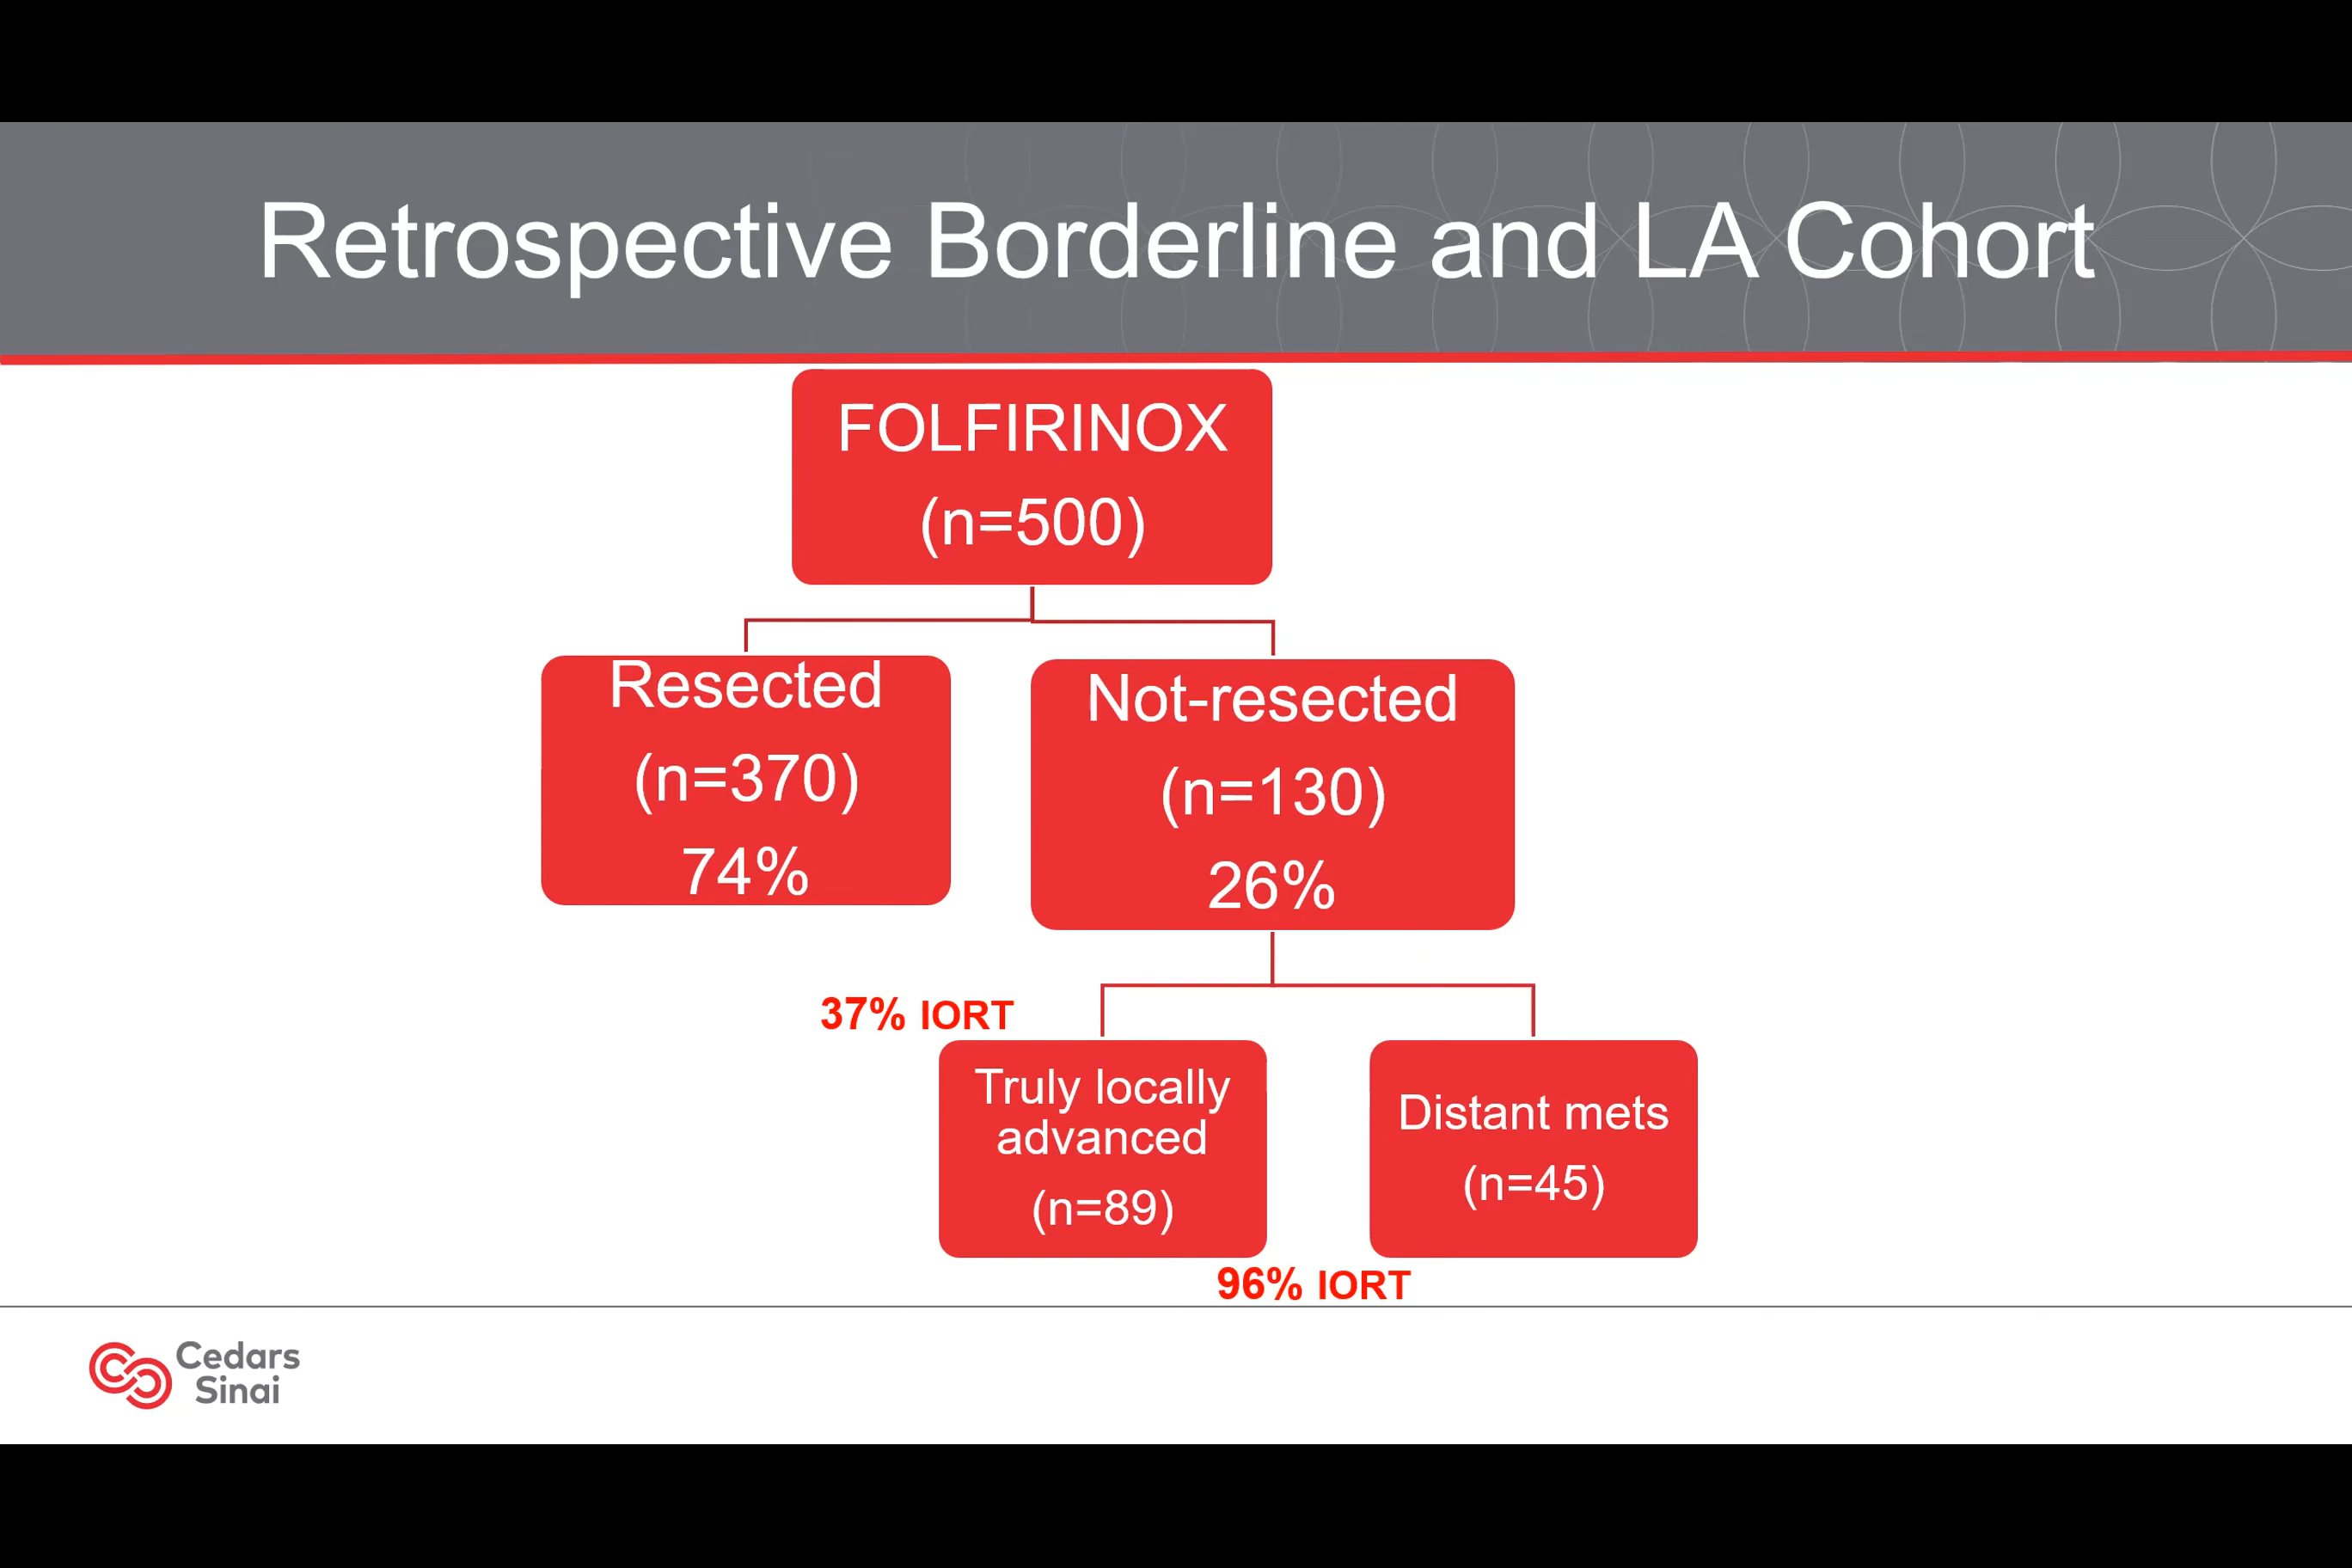 Retrospective Borderline and LA Cohort
FOLFIRINOX
(n=500)
Resected
(n=370)
74%
Not-resected
(n=130)
26%
37% IORT
Truly locally
advanced
(n=89)
Distant mets
(n=45)
96% IORT
Cedars
Sinai